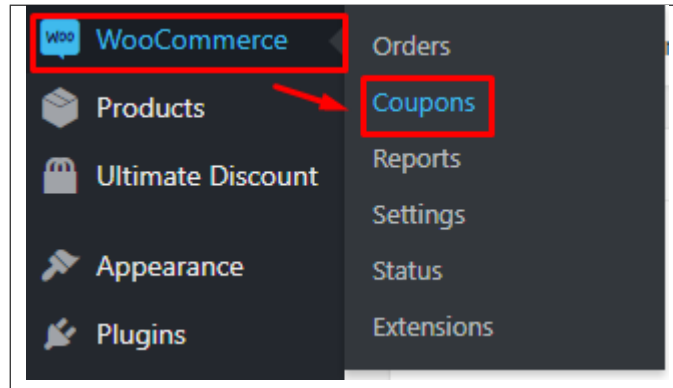 Woo WooCommerce
Products
Ultimate Discount
Appearance
Plugins
Orders
Coupons
Reports
Settings
Status
Extensions